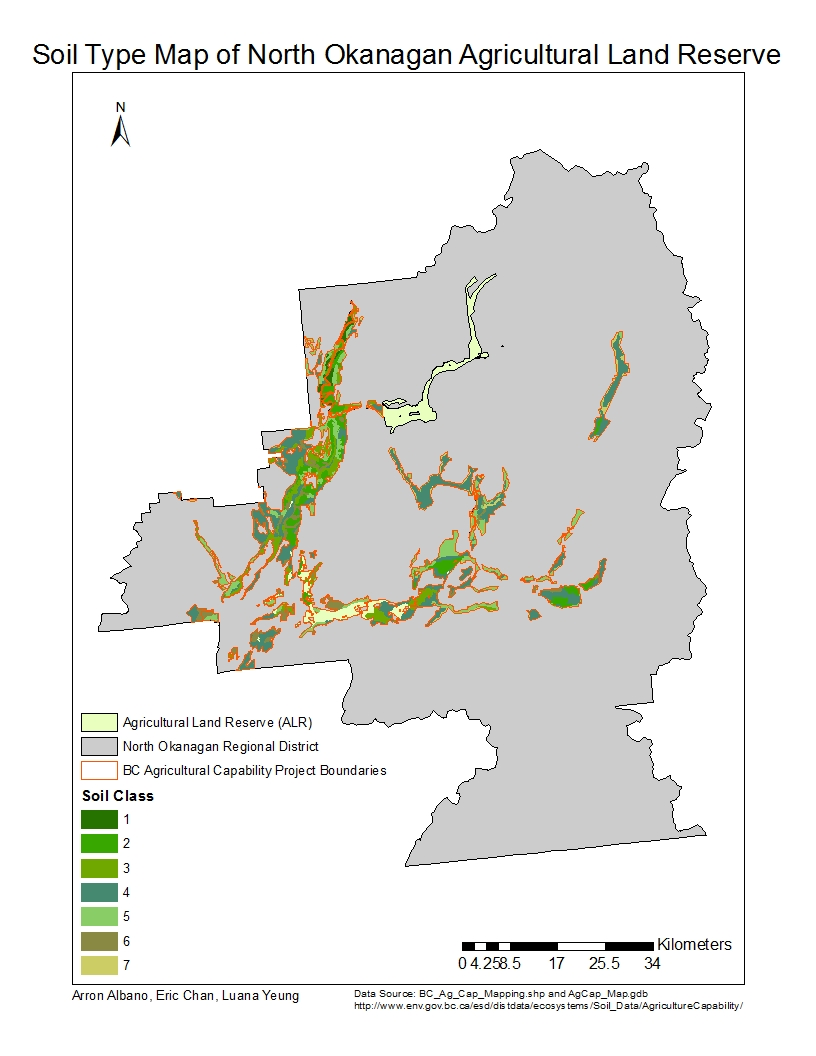 Soil Type Map of North Okanagan Agricultural Land Reserve
N
Agricultural Land Reserve (ALR)
North Okanagan Regional District
BC Agricultural Capability Project Boundaries
Soil Class
1
2
3
4
5
6
7
Kilometers
0 4.258.5 17 25.5 34
Arron Albano, Eric Chan, Luana Yeung
Data Source: BC_Ag_Cap_Mapping.shp and AgCap_Map.gdb
http://www.env.gov.bc.ca/esd/distdata/ecosystems/Soil_Data/AgricultureCapability/